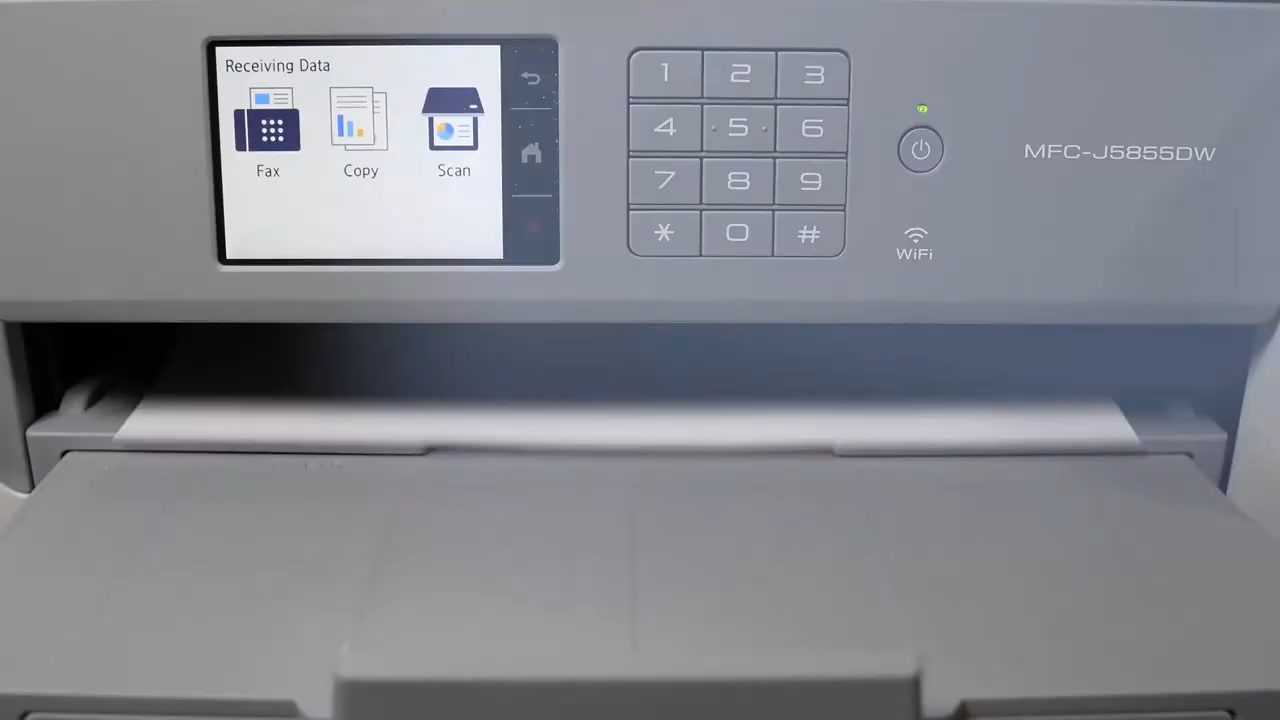 Receiving Data
Fax Copy Scan
1 2 3
4 5 6
7 8 9
* 0 #
WiFi
MFC-J5855DW